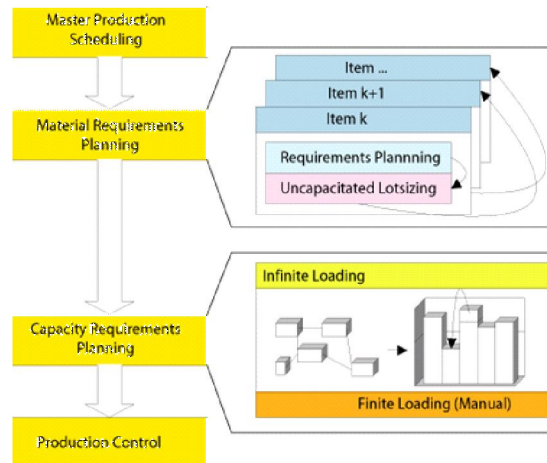 Master Production
Scheduling
Material Requirements
Planning
Item ...
Item k+1
Item k
Requirements Plannning
Uncapacitated Lotsizing
Capacity Requirements
Planning
Infinite Loading
Finite Loading (Manual)
Production Control